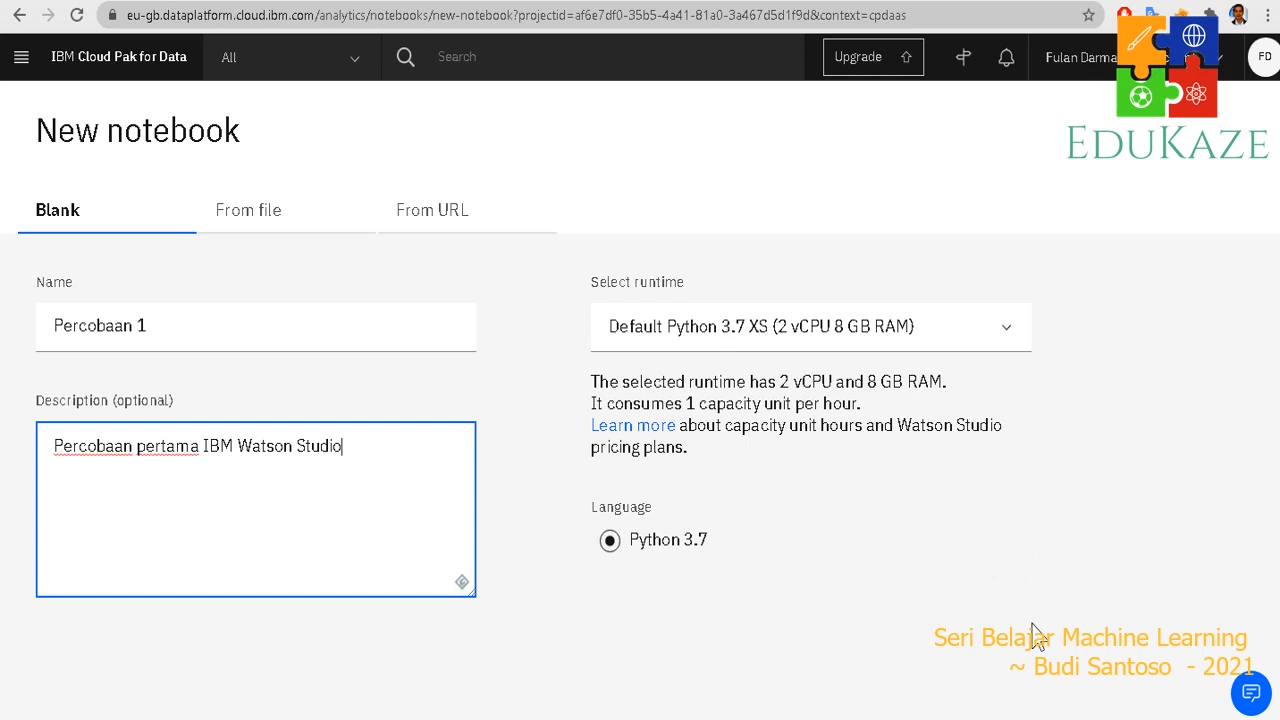 eu-gb.dataplatform.cloud.ibm.com/analytics/notebooks/new-notebook?projectid=af6e7df0-35b5-4a41-81a0-3a467d5d1f9d&context=cpdaas
IBM Cloud Pak for Data
All
Search
Upgrade
Fulan Darma
FD
New notebook
EDUKAZE
Blank
From file
From URL
Name
Percobaan 1
Description (optional)
Percobaan pertama IBM Watson Studio
Select runtime
Default Python 3.7 XS (2 vCPU 8 GB RAM)
The selected runtime has 2 vCPU and 8 GB RAM.
It consumes 1 capacity unit per hour.
Learn more about capacity unit hours and Watson Studio
pricing plans.
Language
Python 3.7
Seri Belajar Machine Learning
~ Budi Santoso - 2021